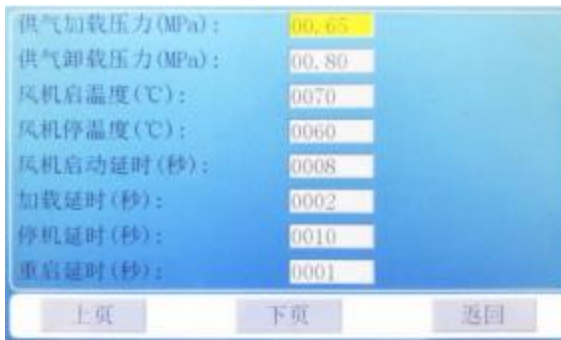 供气加载压力(MPa): 00.65
供气卸载压力(MPa): 00.80
风机启温度(℃): 0070
风机停温度(℃): 0060
风机启动延时(秒): 0008
加载延时(秒): 0002
停机延时(秒): 0010
重启延时(秒): 0001
上页 下页 返回